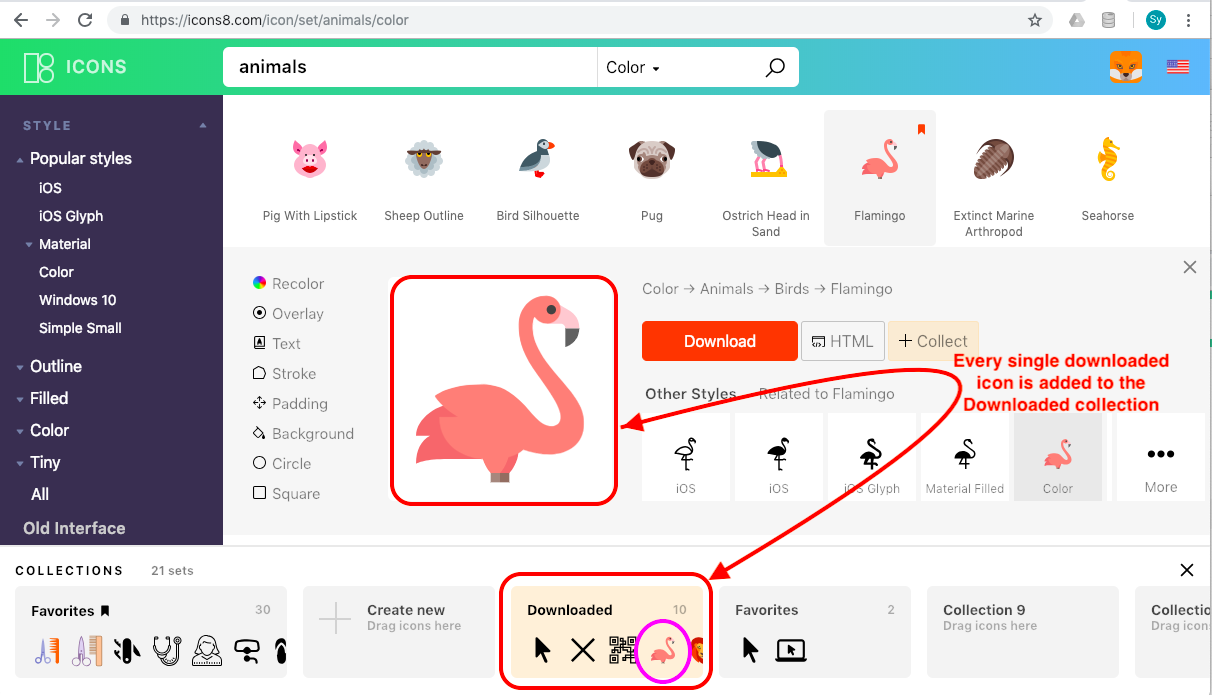 https://icons8.com/icon/set/animals/color
Sy
ICONS
animals
Color
STYLE
Popular styles
iOS
iOS Glyph
Material
Color
Windows 10
Simple Small
Outline
Filled
Color
Tiny
All
Old Interface
Pig With Lipstick
Sheep Outline
Bird Silhouette
Pug
Ostrich Head in
Sand
Flamingo
Extinct Marine
Arthropod
Seahorse
Recolor
Overlay
Text
Stroke
Padding
Background
Circle
Square
Color → Animals → Birds → Flamingo
Download
HTML
+ Collect
Every single downloaded
icon is added to the
Downloaded collection
Other Styles
Related to Flamingo
iOS
iOS
iOS Glyph
Material Filled
Color
More
COLLECTIONS
21 sets
Favorites
30
Create new
Drag icons here
Downloaded
10
Favorites
2
Collection 9
Drag icons here
Collectio
Drag icons